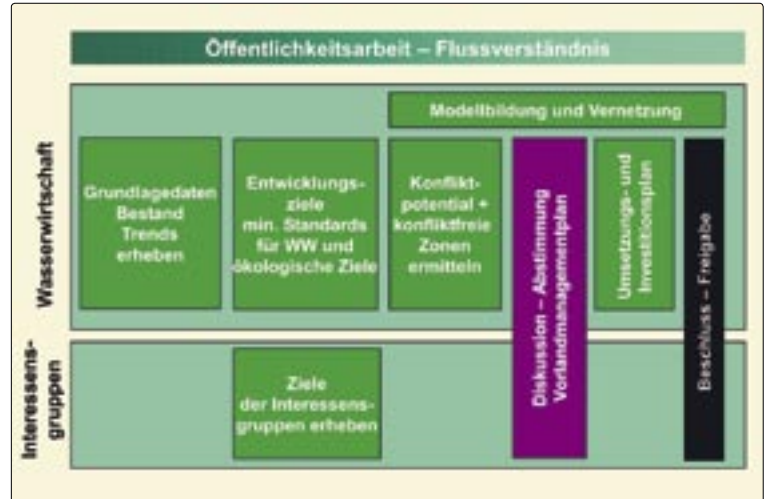 Öffentlichkeitsarbeit – Flussverständnis
Modellbildung und Vernetzung
Wasserwirtschaft
Grundlagedaten
Bestand
Trends
erheben
Entwicklungs-
ziele
min. Standards
für WW und
ökologische Ziele
Konflikt-
potential +
konfliktfreie
Zonen
ermitteln
Diskussion – Abstimmung
Vorlandmanagementplan
Umsetzungs- und
Investitionsplan
Beschluss – Freigabe
Interessens-
gruppen
Ziele
der Interessens-
gruppen erheben